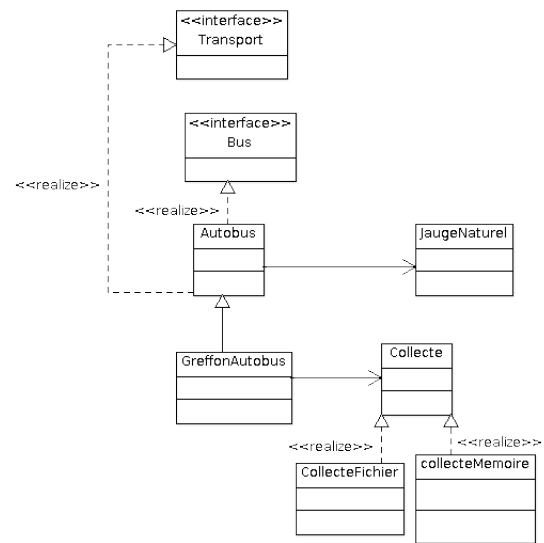 <<interface>>
Transport
<<interface>>
Bus
<<realize>>
<<realize>>
Autobus
JaugeNaturel
GreffonAutobus
Collecte
<<realize>>
<<realize>>
CollecteFichier
collecteMemoire